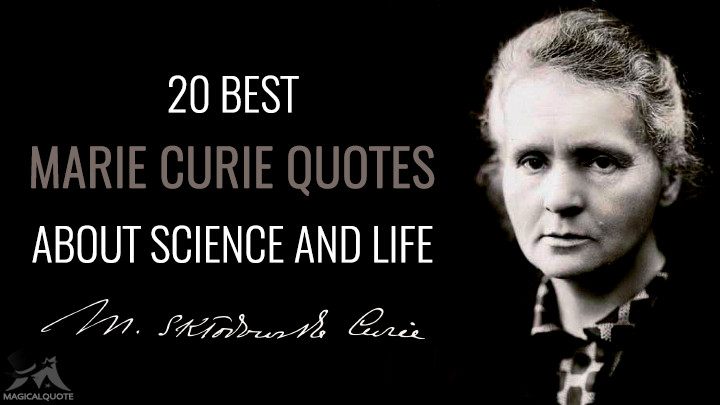 20 BEST
MARIE CURIE QUOTES
ABOUT SCIENCE AND LIFE
M. Skłodowska Curie
MAGICALQUOTE